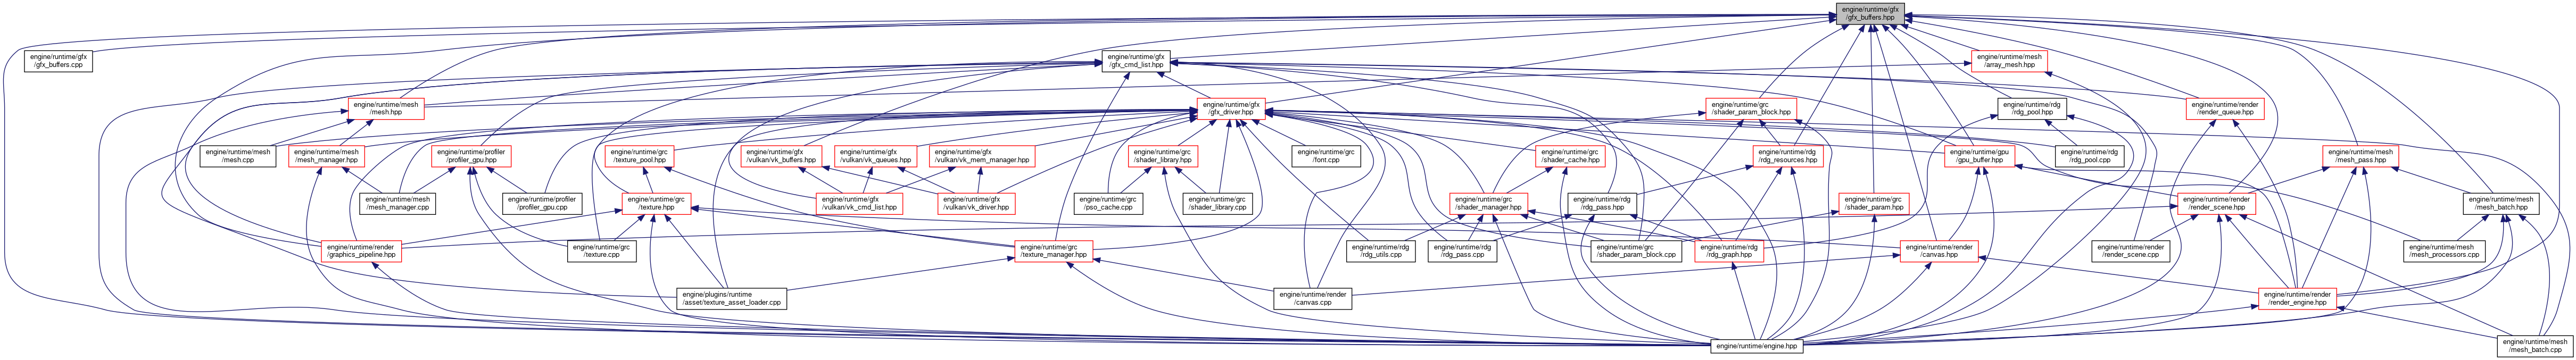 engine/runtime/gfx
/gfx_buffers.hpp
engine/runtime/gfx
/gfx_buffers.cpp
engine/runtime/gfx
/gfx_cmd_list.hpp
engine/runtime/mesh
/array_mesh.hpp
engine/runtime/mesh
/mesh.hpp
engine/runtime/gfx
/gfx_driver.hpp
engine/runtime/grc
/shader_param_block.hpp
engine/runtime/rdg
/rdg_pool.hpp
engine/runtime/render
/render_queue.hpp
engine/runtime/mesh
/mesh.cpp
engine/runtime/mesh
/mesh_manager.hpp
engine/runtime/profiler
/profiler_gpu.hpp
engine/runtime/grc
/texture_pool.hpp
engine/runtime/gfx
/vulkan/vk_buffers.hpp
engine/runtime/gfx
/vulkan/vk_queues.hpp
engine/runtime/gfx
/vulkan/vk_mem_manager.hpp
engine/runtime/grc
/shader_library.hpp
engine/runtime/grc
/font.cpp
engine/runtime/grc
/shader_cache.hpp
engine/runtime/rdg
/rdg_resources.hpp
engine/runtime/gpu
/gpu_buffer.hpp
engine/runtime/rdg
/rdg_pool.cpp
engine/runtime/mesh
/mesh_pass.hpp
engine/runtime/mesh
/mesh_manager.cpp
engine/runtime/profiler
/profiler_gpu.cpp
engine/runtime/grc
/texture.hpp
engine/runtime/gfx
/vulkan/vk_cmd_list.hpp
engine/runtime/gfx
/vulkan/vk_driver.hpp
engine/runtime/grc
/pso_cache.cpp
engine/runtime/grc
/shader_library.cpp
engine/runtime/grc
/shader_manager.hpp
engine/runtime/rdg
/rdg_pass.hpp
engine/runtime/grc
/shader_param.hpp
engine/runtime/render
/render_scene.hpp
engine/runtime/mesh
/mesh_batch.hpp
engine/runtime/render
/graphics_pipeline.hpp
engine/runtime/grc
/texture.cpp
engine/runtime/grc
/texture_manager.hpp
engine/runtime/rdg
/rdg_utils.cpp
engine/runtime/rdg
/rdg_pass.cpp
engine/runtime/grc
/shader_param_block.cpp
engine/runtime/rdg
/rdg_graph.hpp
engine/runtime/render
/canvas.hpp
engine/runtime/render
/render_scene.cpp
engine/runtime/mesh
/mesh_processors.cpp
engine/plugins/runtime
/asset/texture_asset_loader.cpp
engine/runtime/render
/canvas.cpp
engine/runtime/render
/render_engine.hpp
engine/runtime/engine.hpp
engine/runtime/mesh
/mesh_batch.cpp